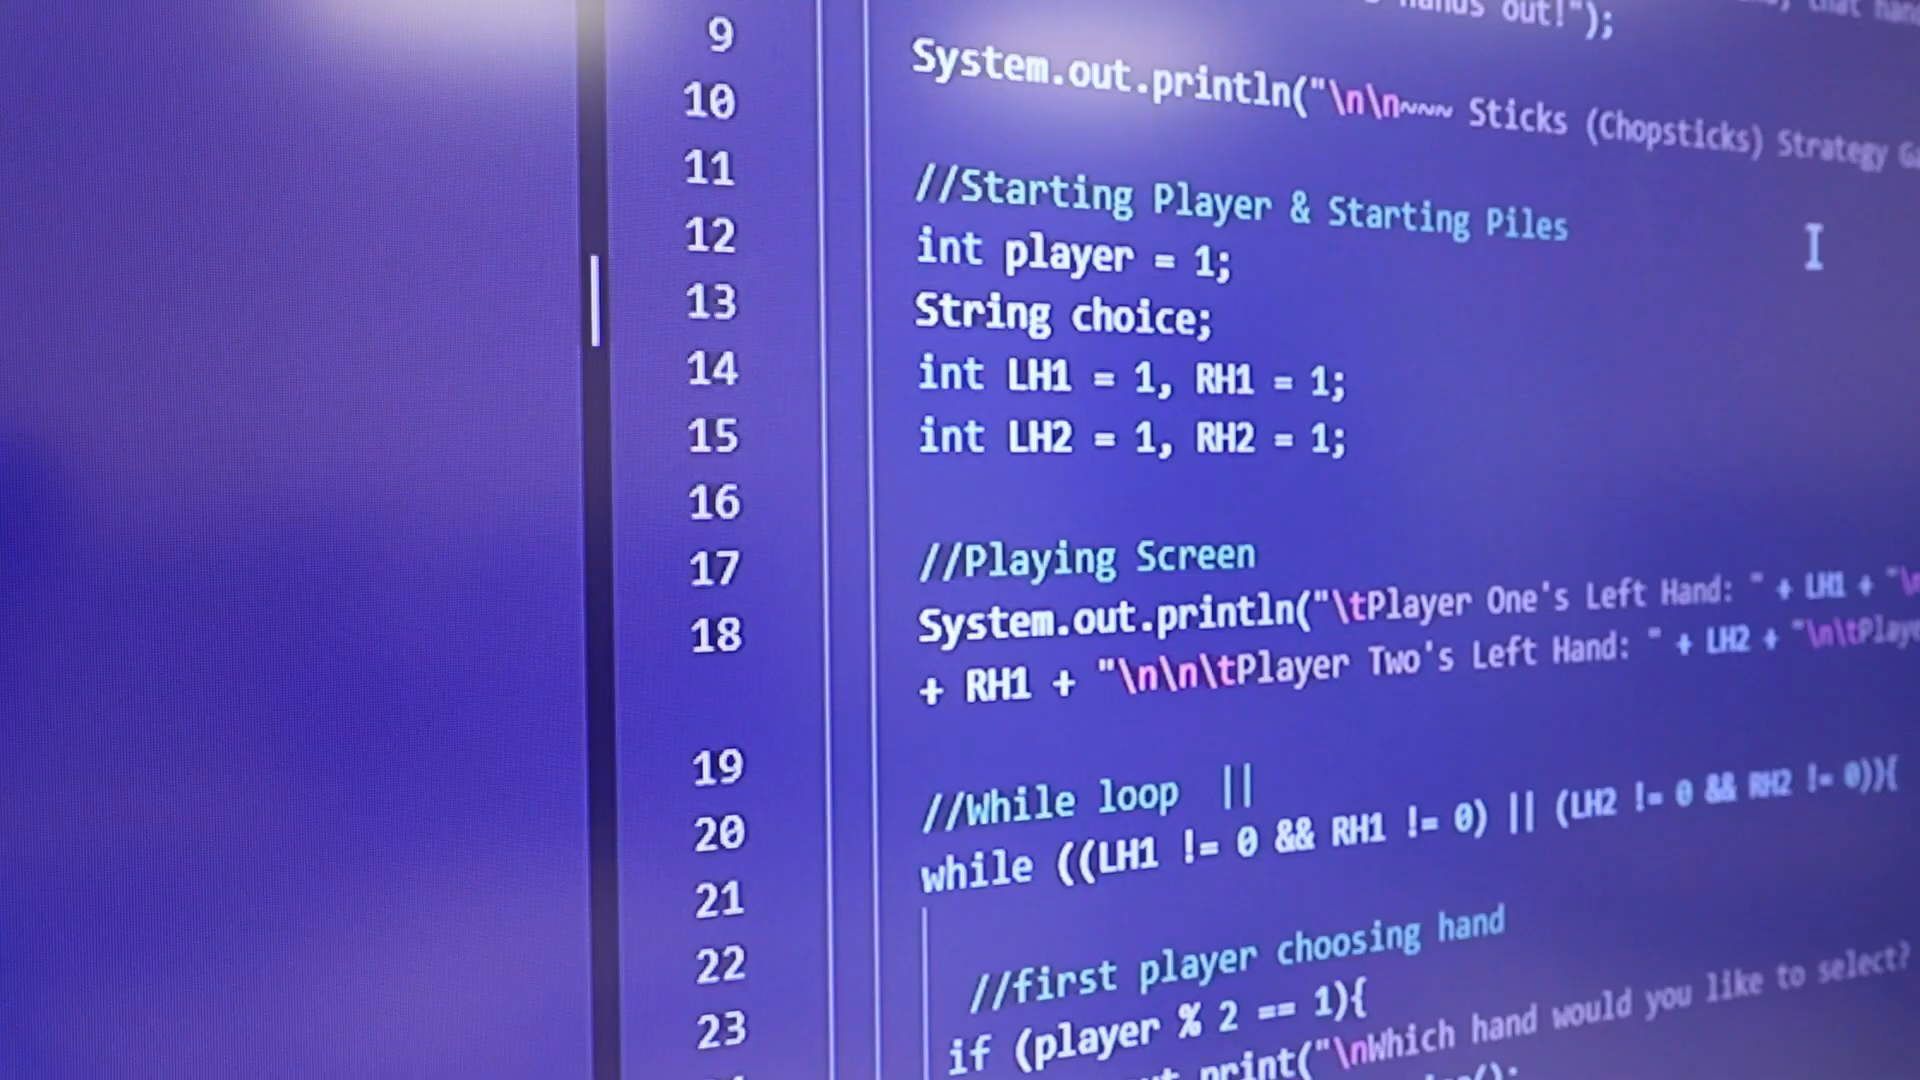 hands out!");
9 System.out.println("\n\n~~~ Sticks (Chopsticks) Strategy
10
11 //Starting Player & Starting Piles
12 int player = 1;
13 String choice;
14 int LH1 = 1, RH1 = 1;
15 int LH2 = 1, RH2 = 1;
16
17 //Playing Screen
18 System.out.println("\tPlayer One's Left Hand: " + LH1 + "\n
+ RH1 + "\n\n\tPlayer Two's Left Hand: " + LH2 + "\n\tPlaye
19
20 //While loop ||
21 while ((LH1 != 0 && RH1 != 0) || (LH2 != 0 && RH2 != 0)){
22
23 //first player choosing hand
if (player % 2 == 1){
print("\nWhich hand would you like to select?